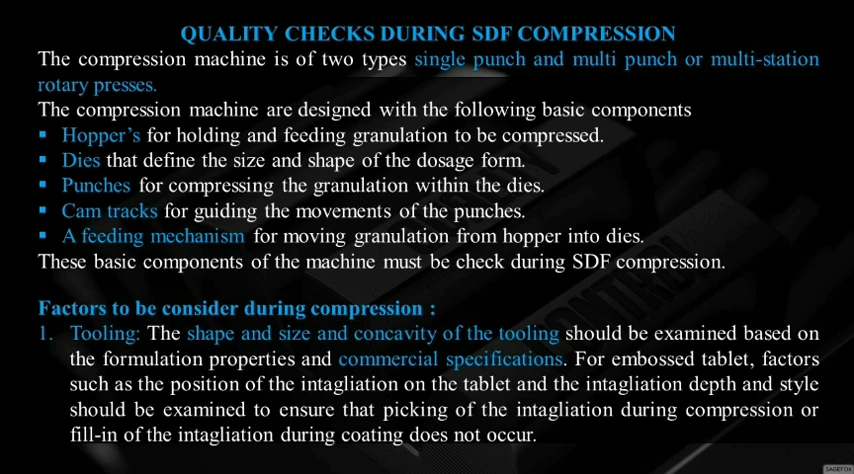 QUALITY CHECKS DURING SDF COMPRESSION
The compression machine is of two types single punch and multi punch or multi-station
rotary presses.
The compression machine are designed with the following basic components
▪ Hopper's for holding and feeding granulation to be compressed.
▪ Dies that define the size and shape of the dosage form.
▪ Punches for compressing the granulation within the dies.
▪ Cam tracks for guiding the movements of the punches.
▪ A feeding mechanism for moving granulation from hopper into dies.
These basic components of the machine must be check during SDF compression.
Factors to be consider during compression :
1. Tooling: The shape and size and concavity of the tooling should be examined based on
the formulation properties and commercial specifications. For embossed tablet, factors
such as the position of the intagliation on the tablet and the intagliation depth and style
should be examined to ensure that picking of the intagliation during compression or
fill-in of the intagliation during coating does not occur.
SAGEFOX